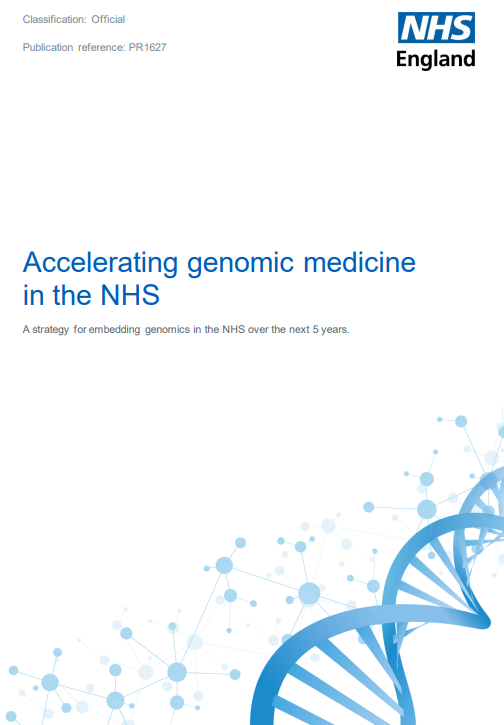 Classification: Official
Publication reference: PR1627
NHS
England
Accelerating genomic medicine
in the NHS
A strategy for embedding genomics in the NHS over the next 5 years.